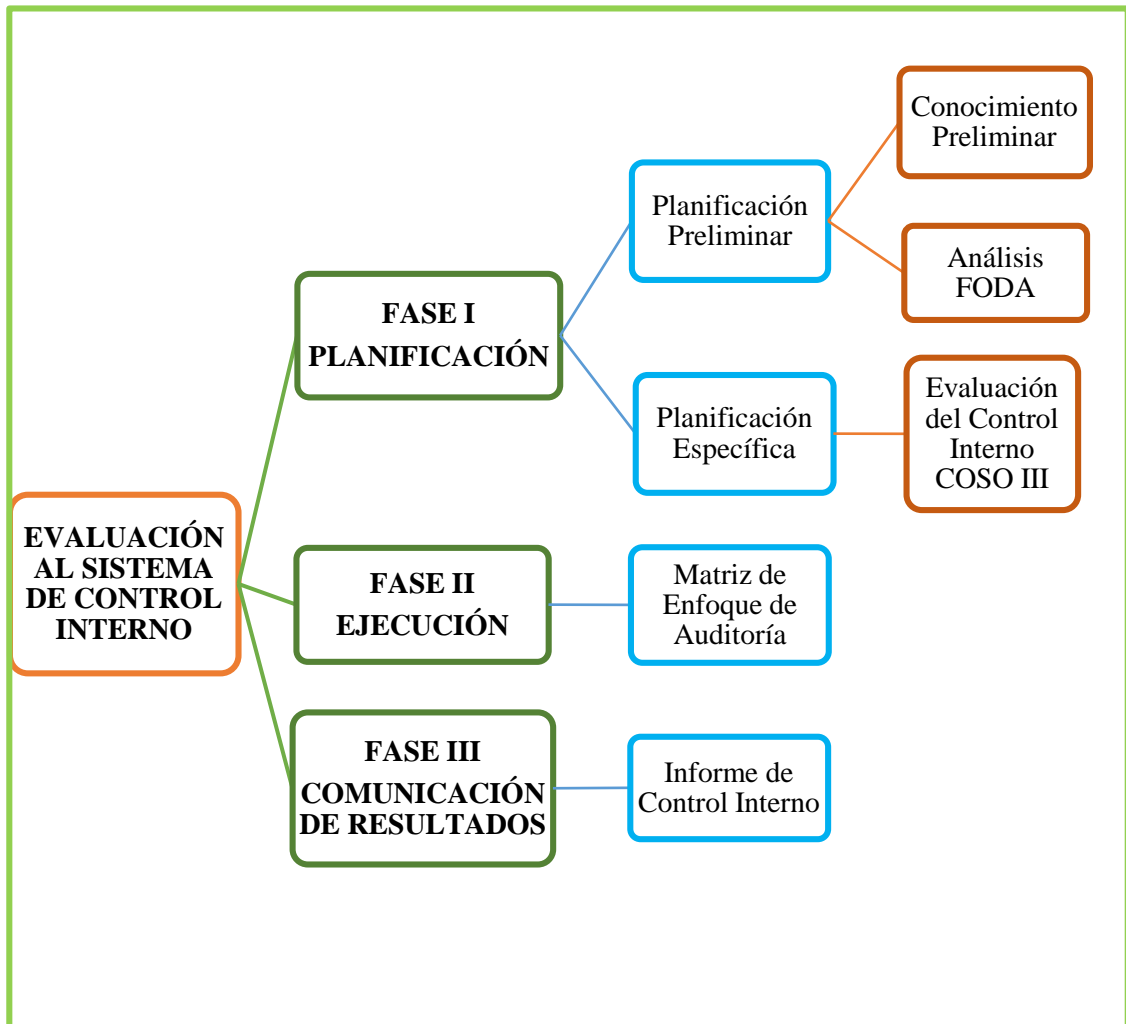 EVALUACIÓN
AL SISTEMA
DE CONTROL
INTERNO
FASE I
PLANIFICACIÓN
Planificación
Preliminar
Conocimiento
Preliminar
Análisis
FODA
Planificación
Específica
Evaluación
del Control
Interno
COSO III
FASE II
EJECUCIÓN
Matriz de
Enfoque de
Auditoría
FASE III
COMUNICACIÓN
DE RESULTADOS
Informe de
Control Interno